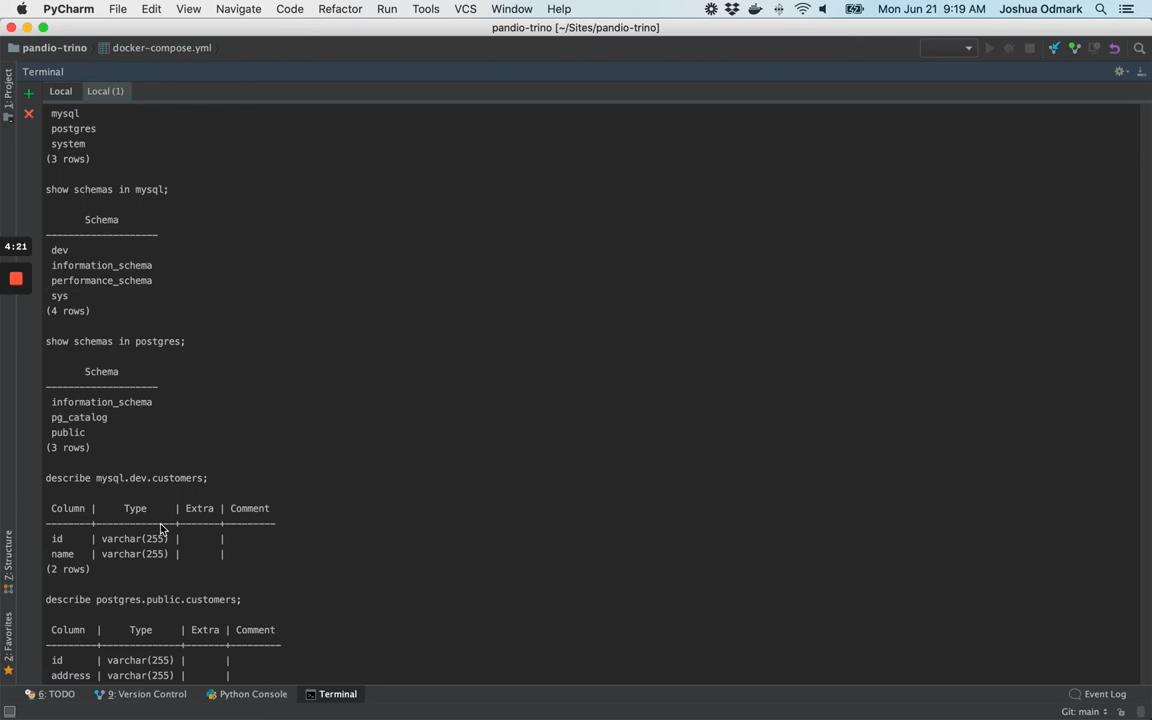 PyCharm File Edit View Navigate Code Refactor Run Tools VCS Window Help Mon Jun 21 9:19 AM Joshua Odmark
pandio-trino [~/Sites/pandio-trino]
pandio-trino docker-compose.yml
Terminal
1: Project
Local Local (1)
mysql
postgres
system
(3 rows)
show schemas in mysql;
Schema
4:21
dev
information_schema
performance_schema
sys
(4 rows)
show schemas in postgres;
Schema
information_schema
pg_catalog
public
(3 rows)
describe mysql.dev.customers;
Column | Type | Extra | Comment
--------+--------------+-------+---------
id | varchar(255) | |
name | varchar(255) | |
(2 rows)
7: Structure
describe postgres.public.customers;
2: Favorites
Column | Type | Extra | Comment
---------+--------------+-------+---------
id | varchar(255) | |
address | varchar(255) | |
6: TODO 9: Version Control Python Console Terminal Event Log
Git: main